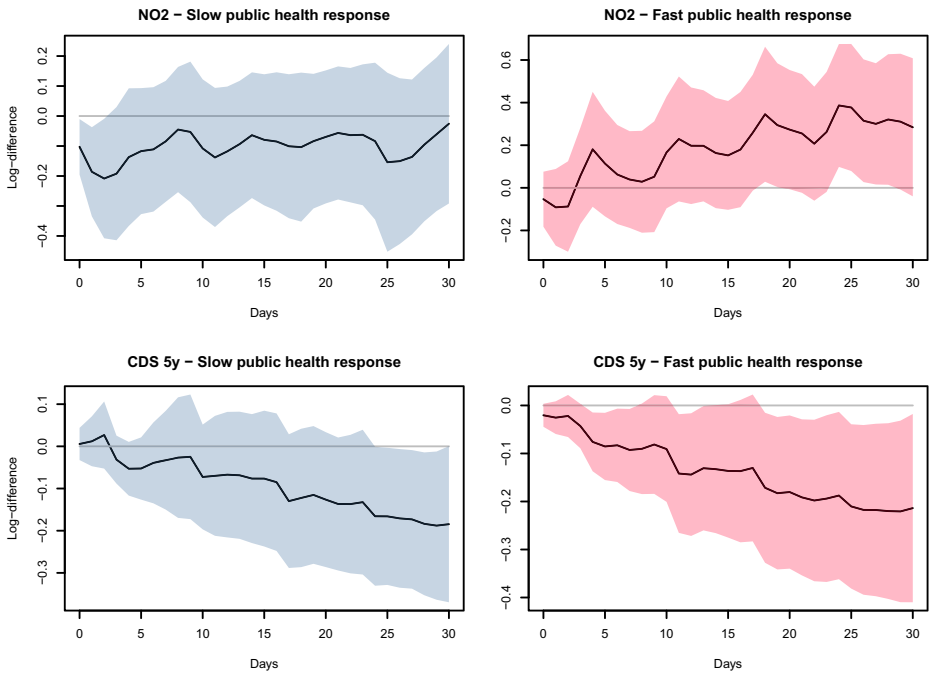 NO2 − Slow public health response
Log−difference
0.2
0.1
0.0
−0.2
−0.4
0 5 10 15 20 25 30
Days
NO2 − Fast public health response
0.6
0.4
0.2
0.0
−0.2
0 5 10 15 20 25 30
Days
CDS 5y − Slow public health response
Log−difference
0.1
0.0
−0.1
−0.2
−0.3
0 5 10 15 20 25 30
Days
CDS 5y − Fast public health response
0.0
−0.1
−0.2
−0.3
−0.4
0 5 10 15 20 25 30
Days